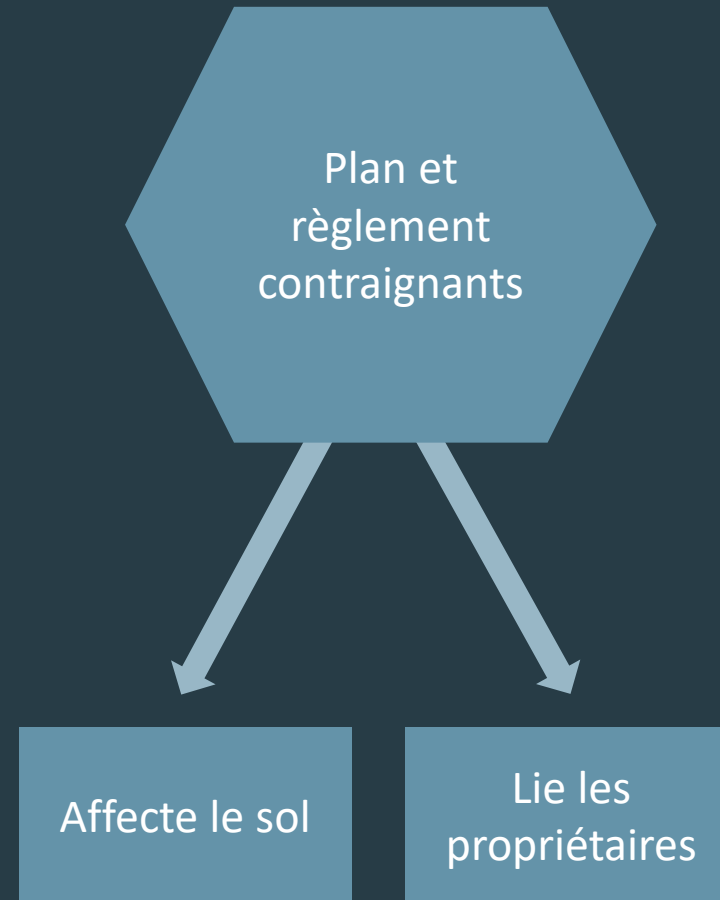 Plan et
règlement
contraignants
Affecte le sol
Lie les
propriétaires